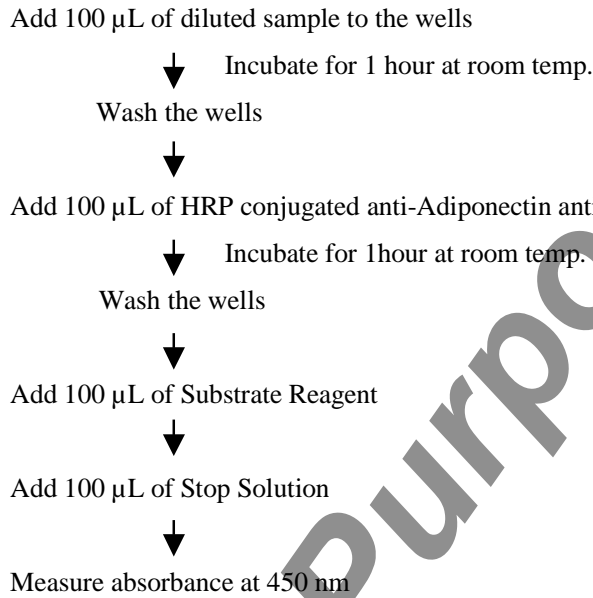 Add 100 µL of diluted sample to the wells
Incubate for 1 hour at room temp.
Wash the wells
Add 100 µL of HRP conjugated anti-Adiponectin
Incubate for 1hour at room temp.
Wash the wells
Add 100 µL of Substrate Reagent
Add 100 µL of Stop Solution
Measure absorbance at 450 nm